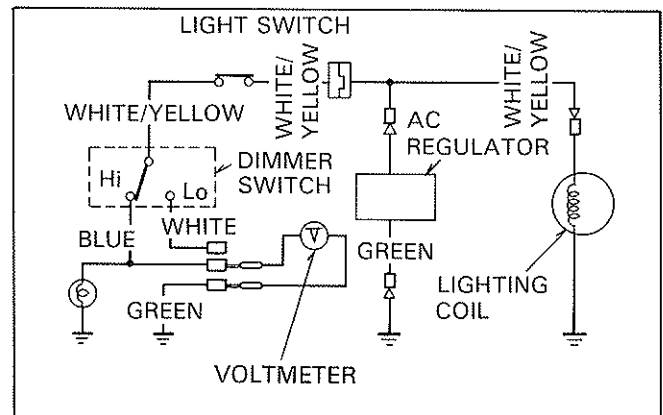 LIGHT SWITCH
WHITE/
YELLOW
WHITE/
YELLOW
WHITE/YELLOW
AC
REGULATOR
DIMMER
SWITCH
Hi
Lo
WHITE
BLUE
GREEN
LIGHTING
COIL
GREEN
VOLTMETER
V